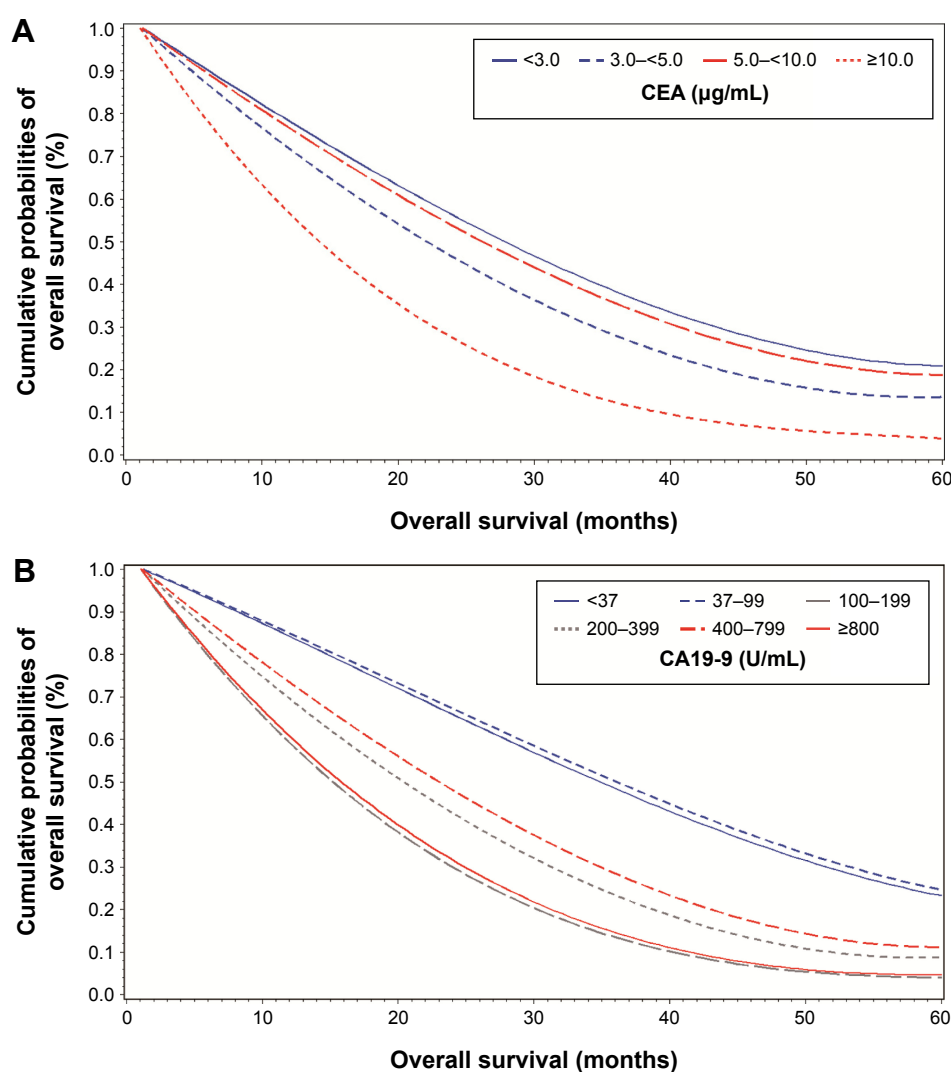 A
Cumulative probabilities of
overall survival (%)
1.0
0.9
0.8
0.7
0.6
0.5
0.4
0.3
0.2
0.1
0.0
<3.0 3.0–<5.0 5.0–<10.0 ≥10.0
CEA (µg/mL)
0 10 20 30 40 50 60
Overall survival (months)
B
Cumulative probabilities of
overall survival (%)
1.0
0.9
0.8
0.7
0.6
0.5
0.4
0.3
0.2
0.1
0.0
<37 37–99 100–199
200–399 400–799 ≥800
CA19-9 (U/mL)
0 10 20 30 40 50 60
Overall survival (months)